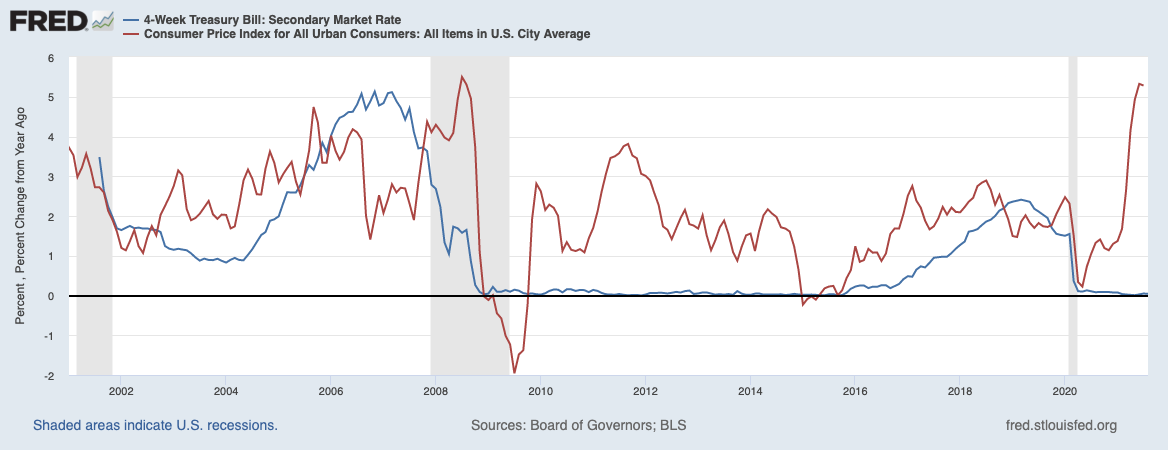 FRED
4-Week Treasury Bill: Secondary Market Rate
Consumer Price Index for All Urban Consumers: All Items in U.S. City Average
Percent , Percent Change from Year Ago
6
5
4
3
2
1
0
-1
-2
2002 2004 2006 2008 2010 2012 2014 2016 2018 2020
Shaded areas indicate U.S. recessions. Sources: Board of Governors; BLS fred.stlouisfed.org